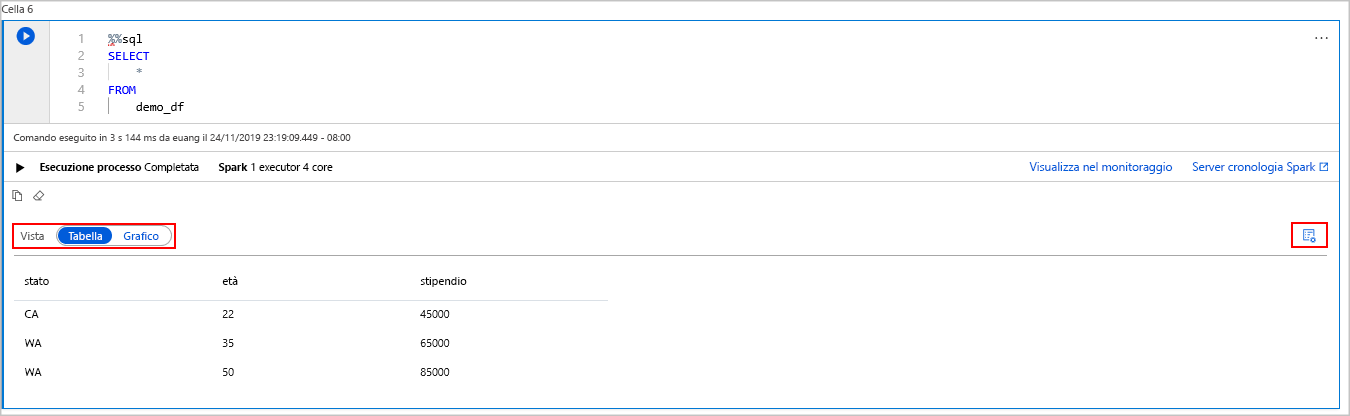 Cella 6
1 %%sql
2 SELECT
3 *
4 FROM
5 demo_df
Comando eseguito in 3 s 144 ms da euang il 24/11/2019 23:19:09.449 - 08:00
Esecuzione processo Completata Spark 1 executor 4 core Visualizza nel monitoraggio Server cronologia Spark
Vista Tabella Grafico
stato età stipendio
CA 22 45000
WA 35 65000
WA 50 85000